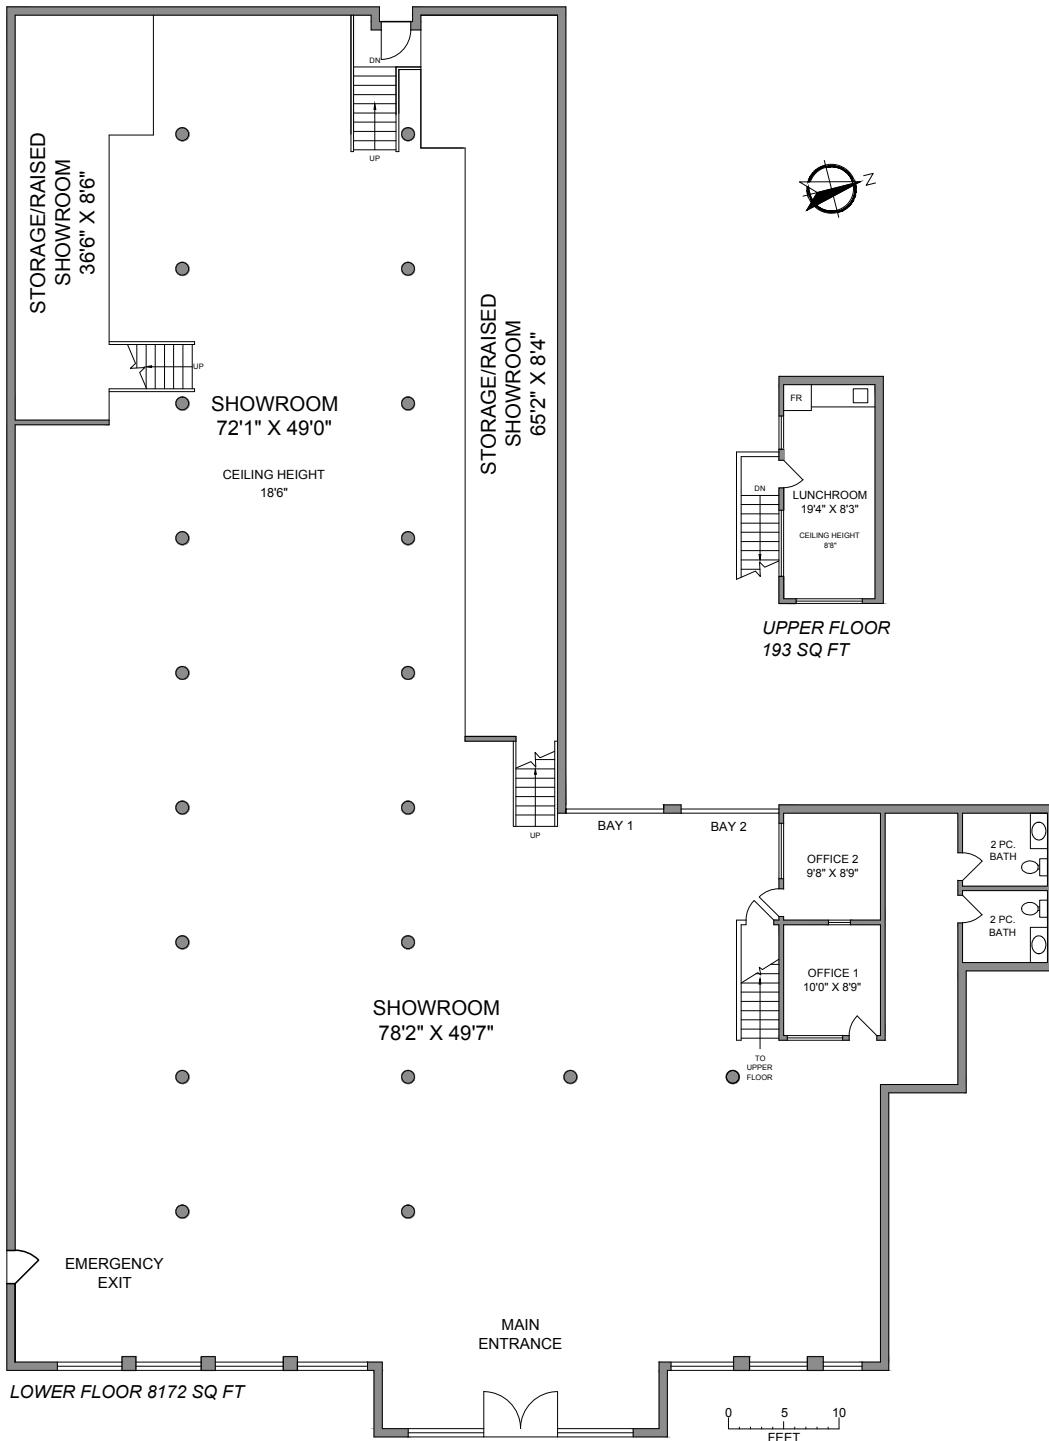 DN
UP
STORAGE/RAISED
SHOWROOM
36'6" X 8'6"
UP
SHOWROOM
72'1" X 49'0"
CEILING HEIGHT
18'6"
STORAGE/RAISED
SHOWROOM
65'2" X 8'4"
UP
N
FR
DN
LUNCHROOM
19'4" X 8'3"
CEILING HEIGHT
8'8"
UPPER FLOOR
193 SQ FT
BAY 1
BAY 2
OFFICE 2
9'8" X 8'9"
2 PC.
BATH
2 PC.
BATH
OFFICE 1
10'0" X 8'9"
SHOWROOM
78'2" X 49'7"
TO
UPPER
FLOOR
EMERGENCY
EXIT
MAIN
ENTRANCE
LOWER FLOOR 8172 SQ FT
0 5 10
FEET